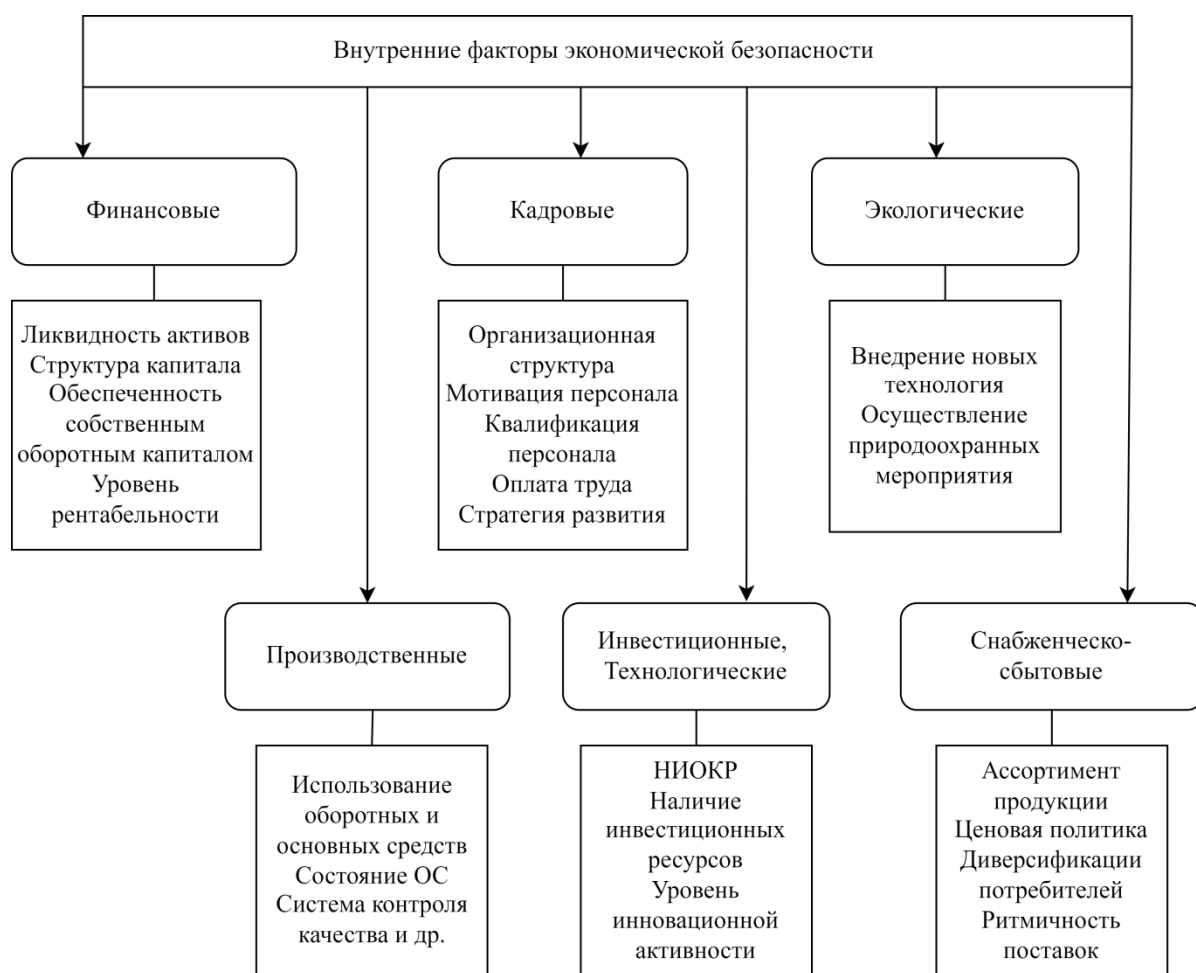 Внутренние факторы экономической безопасности
Финансовые
Кадровые
Экологические
Ликвидность активов
Структура капитала
Обеспеченность
собственным
оборотным капиталом
Уровень
рентабельности
Организационная
структура
Мотивация персонала
Квалификация
персонала
Оплата труда
Стратегия развития
Внедрение новых
технология
Осуществление
природоохранных
мероприятия
Производственные
Инвестиционные,
Технологические
Снабженческо-
сбытовые
Использование
оборотных и
основных средств
Состояние ОС
Система контроля
качества и др.
НИОКР
Наличие
инвестиционных
ресурсов
Уровень
инновационной
активности
Ассортимент
продукции
Ценовая политика
Диверсификации
потребителей
Ритмичность
поставок